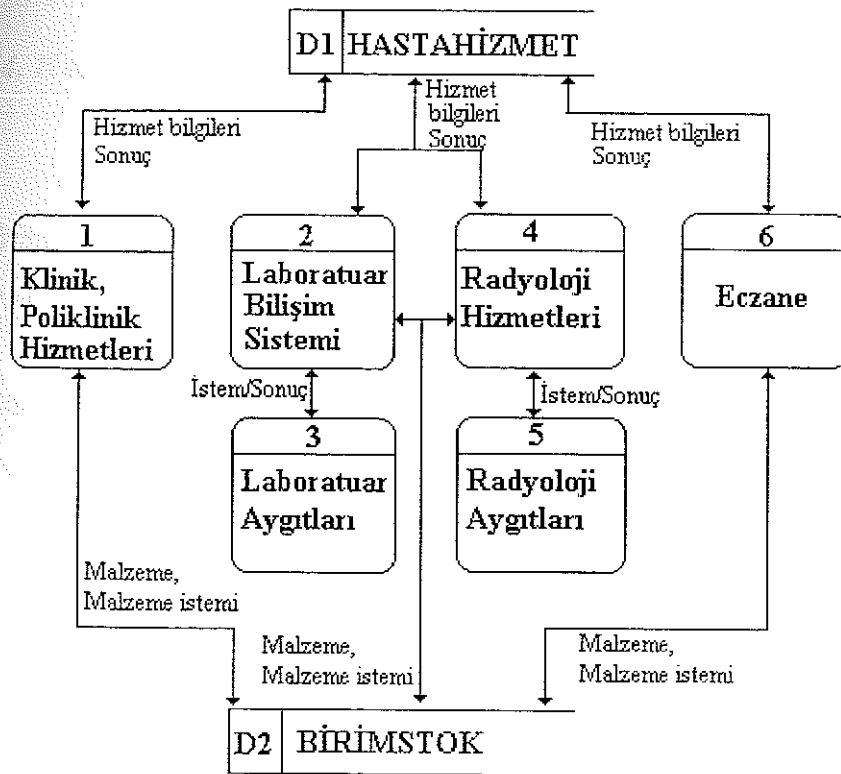 D1 HASTAHİZMET
Hizmet bilgileri
Sonuç
Hizmet
bilgileri
Sonuç
Hizmet bilgileri
Sonuç
1
Klinik,
Poliklinik
Hizmetleri
2
Laboratuar
Bilişim
Sistemi
4
Radyoloji
Hizmetleri
6
Eczane
İstem/Sonuç
İstem/Sonuç
3
Laboratuar
Aygıtları
5
Radyoloji
Aygıtları
Malzeme,
Malzeme istemi
Malzeme,
Malzeme istemi
Malzeme,
Malzeme istemi
D2 BİRİMSTOK